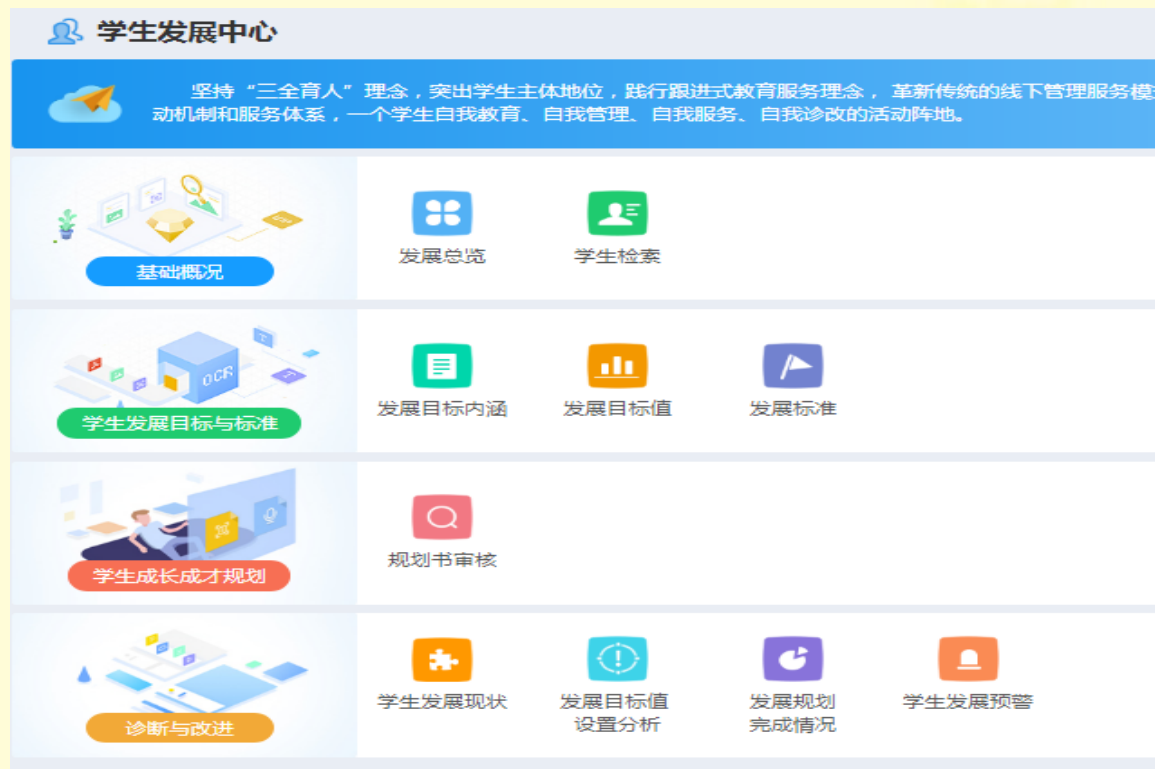 学生发展中心
坚持“三全育人”理念，突出学生主体地位，践行跟进式教育服务理念， 革新传统的线下管理服务模
动机制和服务体系，一个学生自我教育、自我管理、自我服务、自我诊改的活动阵地。
基础概况
发展总览
学生检索
OCR
学生发展目标与标准
发展目标内涵
发展目标值
发展标准
学生成长成才规划
规划书审核
诊断与改进
学生发展现状
发展目标值
设置分析
发展规划
完成情况
学生发展预警